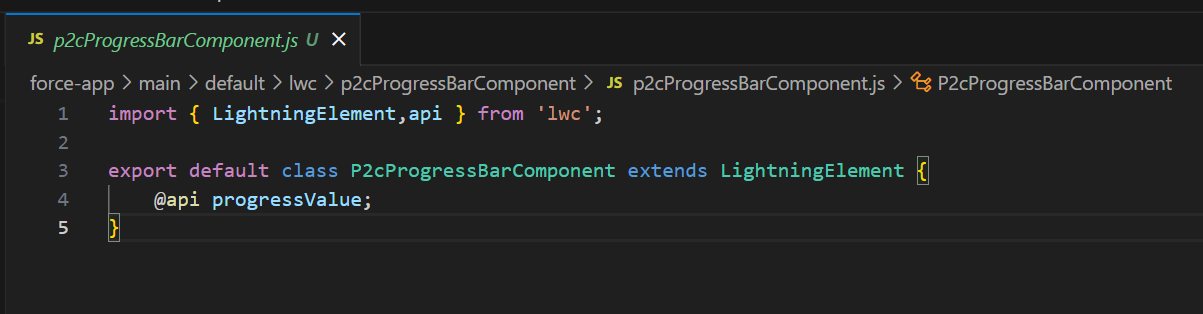 JS p2cProgressBarComponent.js U ×
force-app > main > default > lwc > p2cProgressBarComponent > JS p2cProgressBarComponent.js > P2cProgressBarComponent
1 import { LightningElement,api } from 'lwc';
2
3 export default class P2cProgressBarComponent extends LightningElement {
4     @api progressValue;
5 }